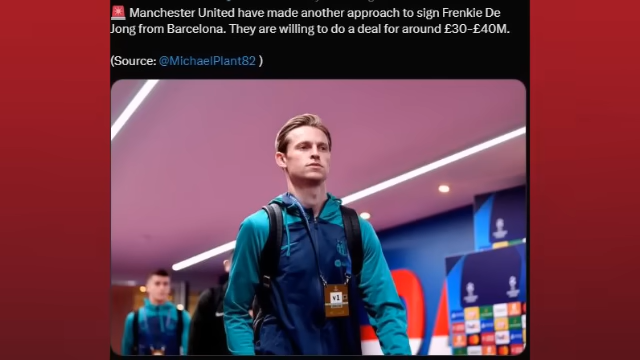 🚨 Manchester United have made another approach to sign Frenkie De
Jong from Barcelona. They are willing to do a deal for around £30-£40M.
(Source: @MichaelPlant82 )
v1